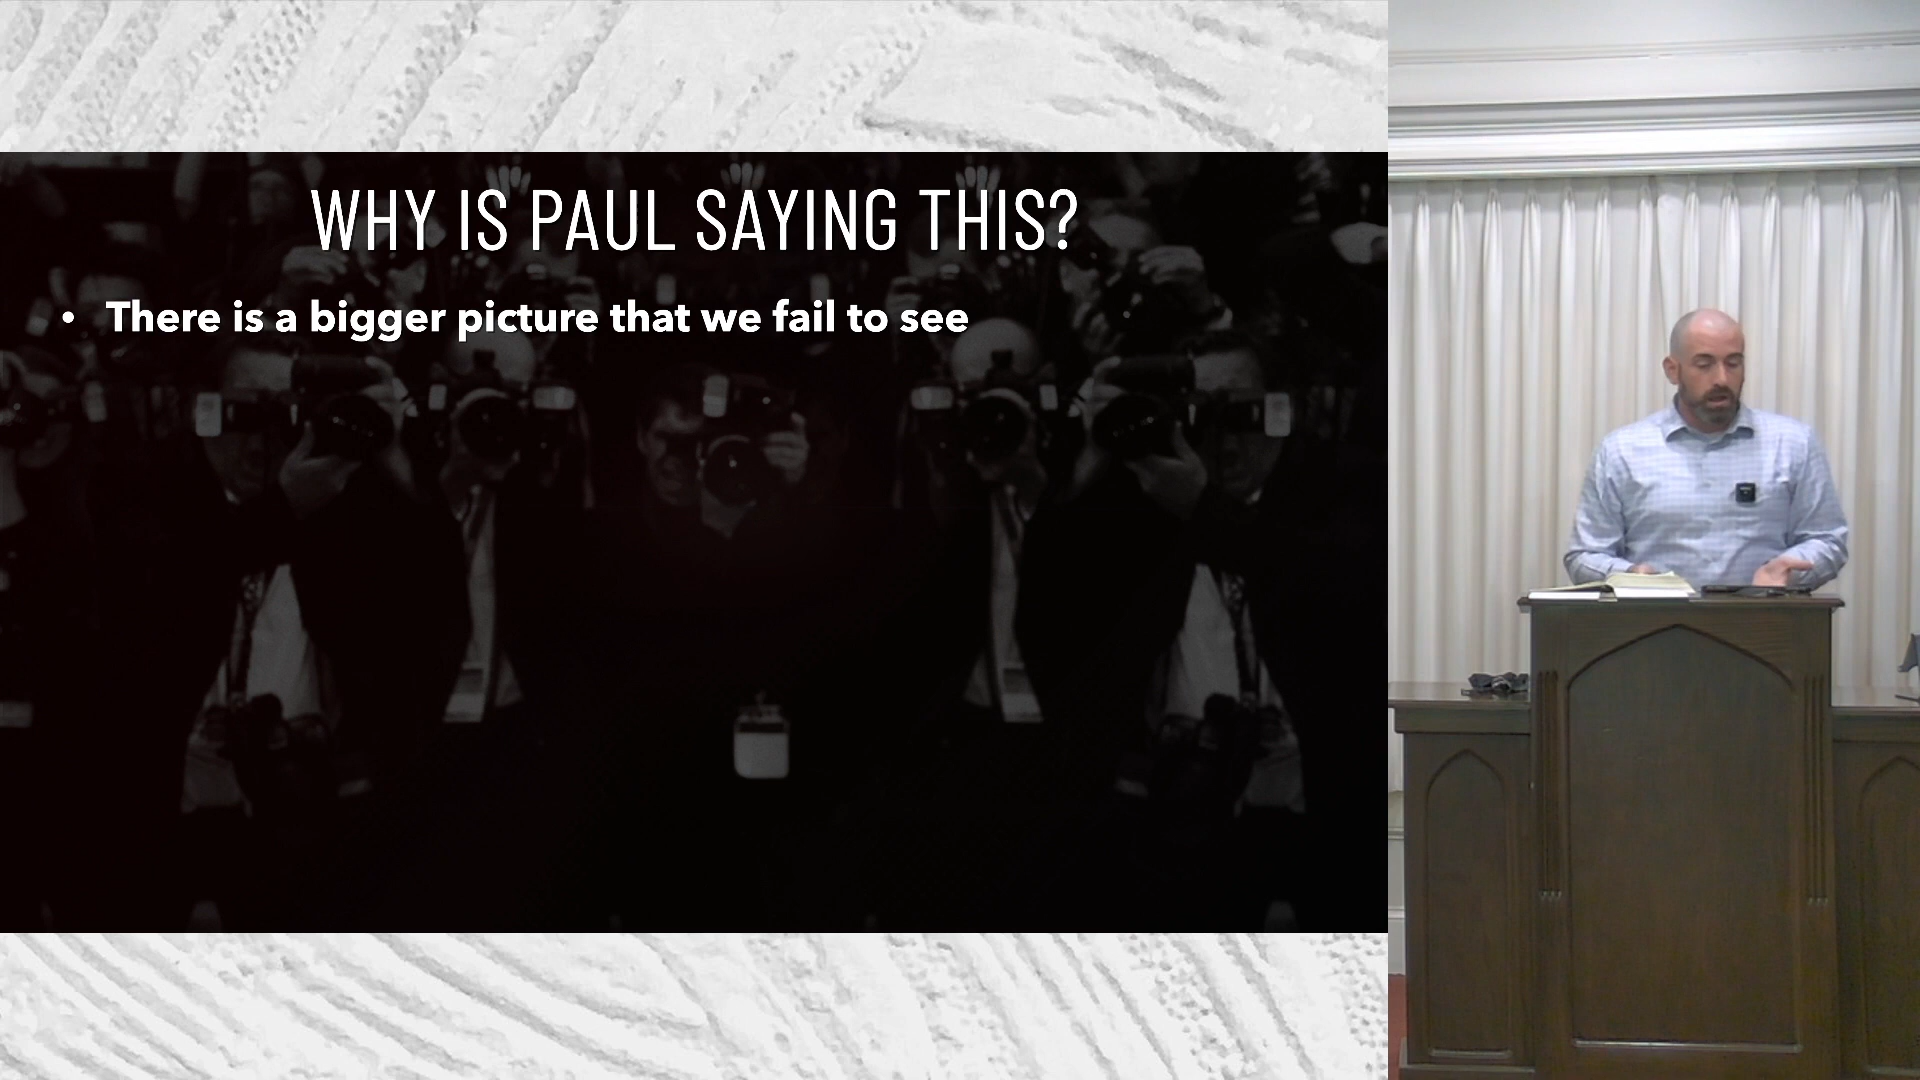 WHY IS PAUL SAYING THIS?
• There is a bigger picture that we fail to see